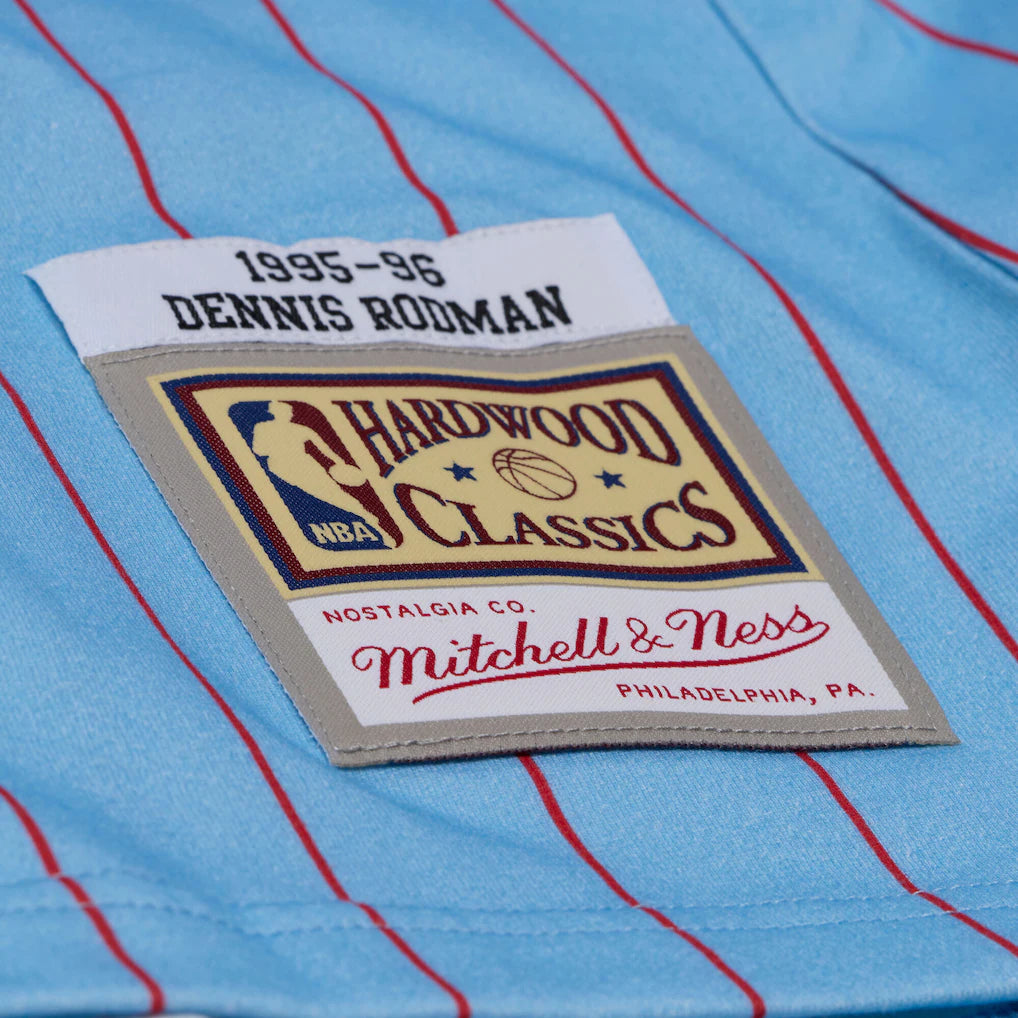 1995-96
DENNIS RODMAN
HARDWOOD
CLASSICS
NBA
NOSTALGIA CO.
Mitchell & Ness
PHILADELPHIA, PA.